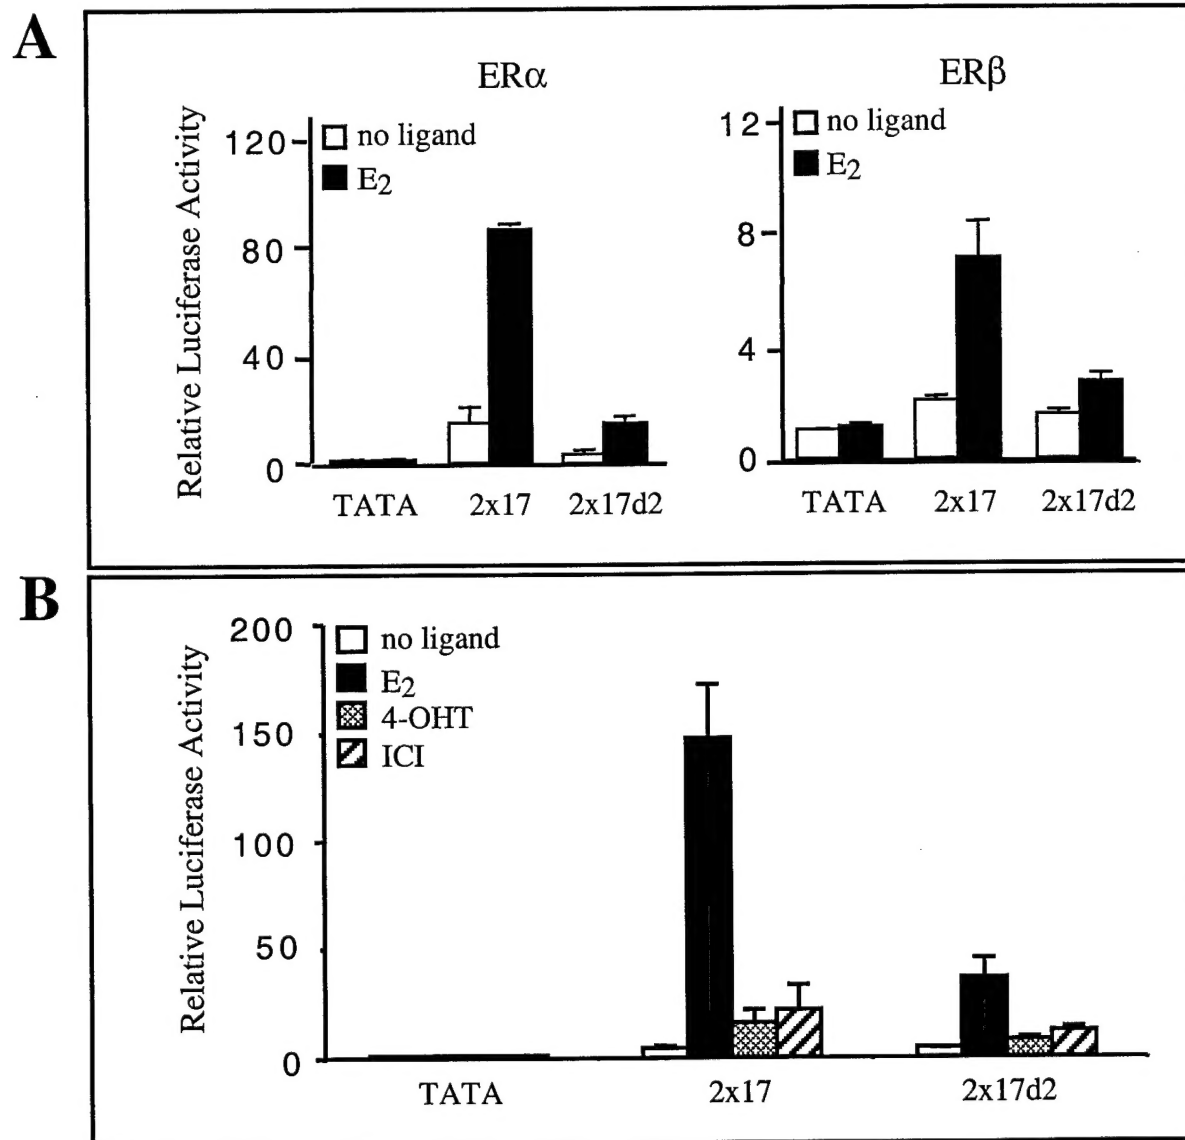 A
ERα
Relative Luciferase Activity
120
80
40
0
no ligand
E2
TATA 2x17 2x17d2
ERβ
12
8
4
0
no ligand
E2
TATA 2x17 2x17d2
B
Relative Luciferase Activity
200
150
100
50
0
no ligand
E2
4-OHT
ICI
TATA 2x17 2x17d2